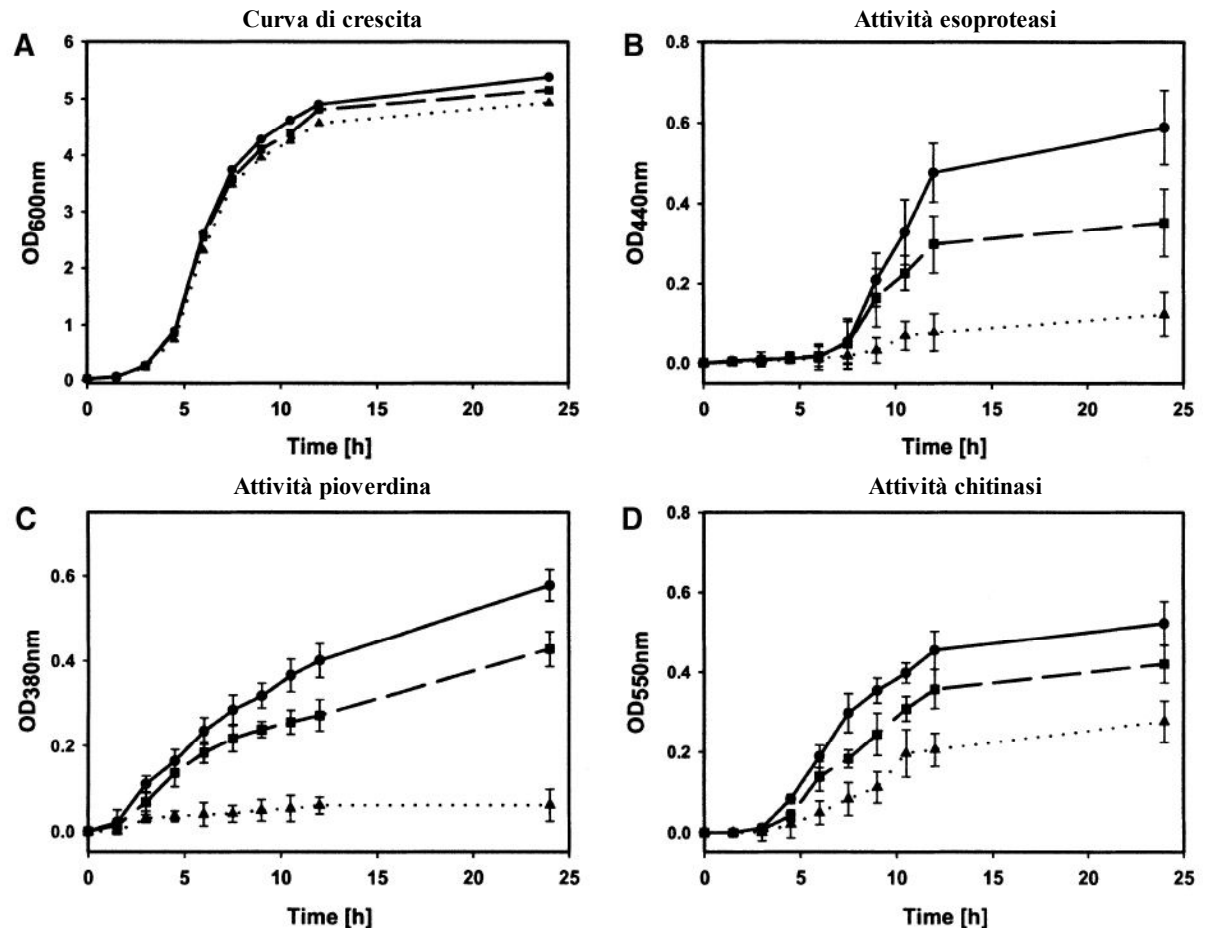 Curva di crescita
A
6
5
4
3
2
1
0
OD600nm
0 5 10 15 20 25
Time [h]
Attività esoproteasi
B
0.8
0.6
0.4
0.2
0.0
OD440nm
0 5 10 15 20 25
Time [h]
Attività pioverdina
C
0.6
0.4
0.2
0.0
OD380nm
0 5 10 15 20 25
Time [h]
Attività chitinasi
D
0.8
0.6
0.4
0.2
0.0
OD550nm
0 5 10 15 20 25
Time [h]